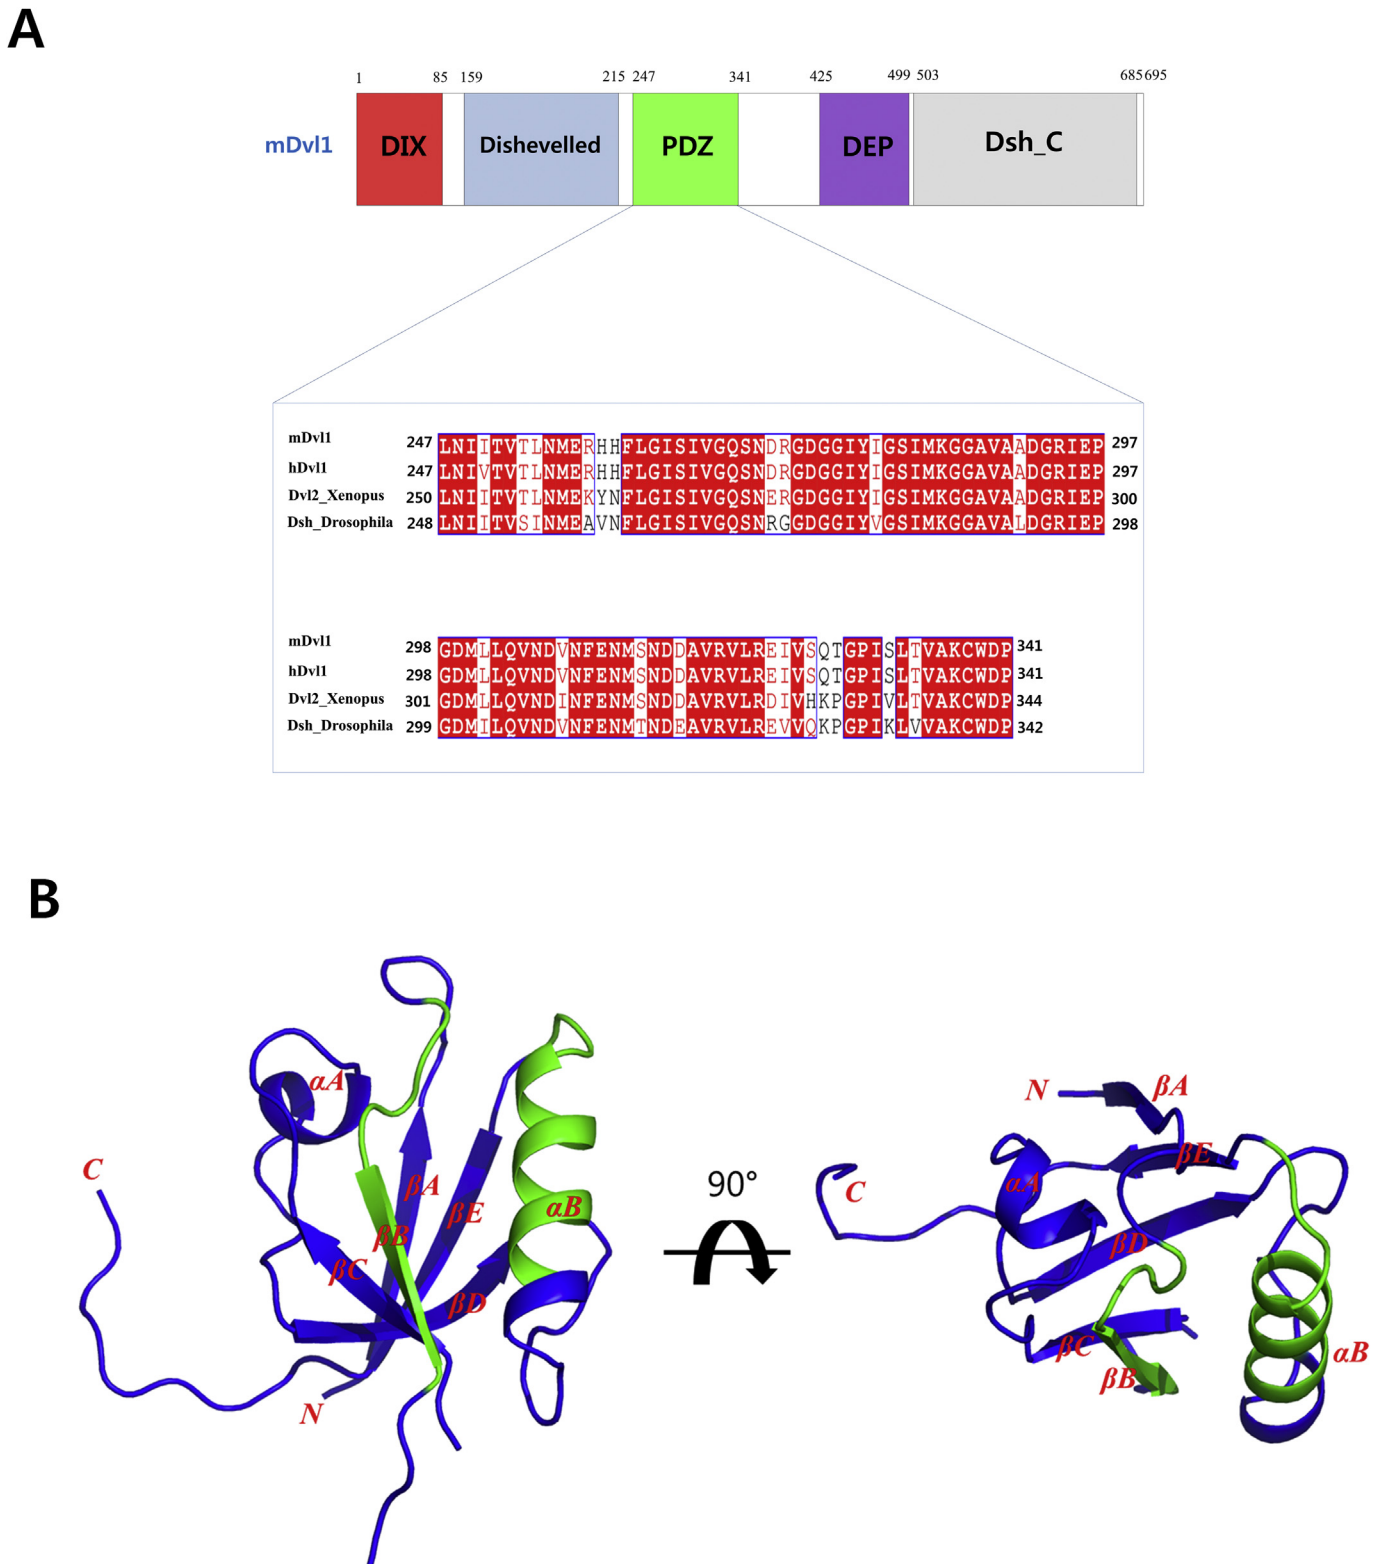 A
1 85 159 215 247 341 425 499 503 685 695
mDvl1 DIX Dishevelled PDZ DEP Dsh_C
mDvl1 247 LNIITVTLNMERHHFLGISIVGQSNDRGDGGIYIGSIMKGGAVAADGRIEP 297
hDvl1 247 LNIVTVTLNMERHHFLGISIVGQSNDRGDGGIYIGSIMKGGAVAADGRIEP 297
Dvl2_Xenopus 250 LNIITVTLNMEKYNFLGISIVGQSNERGDGGIYIGSIMKGGAVAADGRIEP 300
Dsh_Drosophila 248 LNIITVSINMEAVNFLGISIVGQSNRGGDGGIYVGSIMKGGAVALDGRIEP 298
mDvl1 298 GDMLLQVNDVNFENMSNDDAVRVLREIVSQTGPISLTVAKCWDP 341
hDvl1 298 GDMLLQVNDVNFENMSNDDAVRVLREIVSQTGPISLTVAKCWDP 341
Dvl2_Xenopus 301 GDMLLQVNDINFENMSNDDAVRVLRDIVHKPGPIVLTVAKCWDP 344
Dsh_Drosophila 299 GDMILQVNDVNFENMTNDEAVRVLREVVQKPGPIKLVVAKCWDP 342
B
αA
C
βA
βE
αB
βB
βC
βD
N
90°
N
βA
βE
αA
C
βD
βC
βB
αB